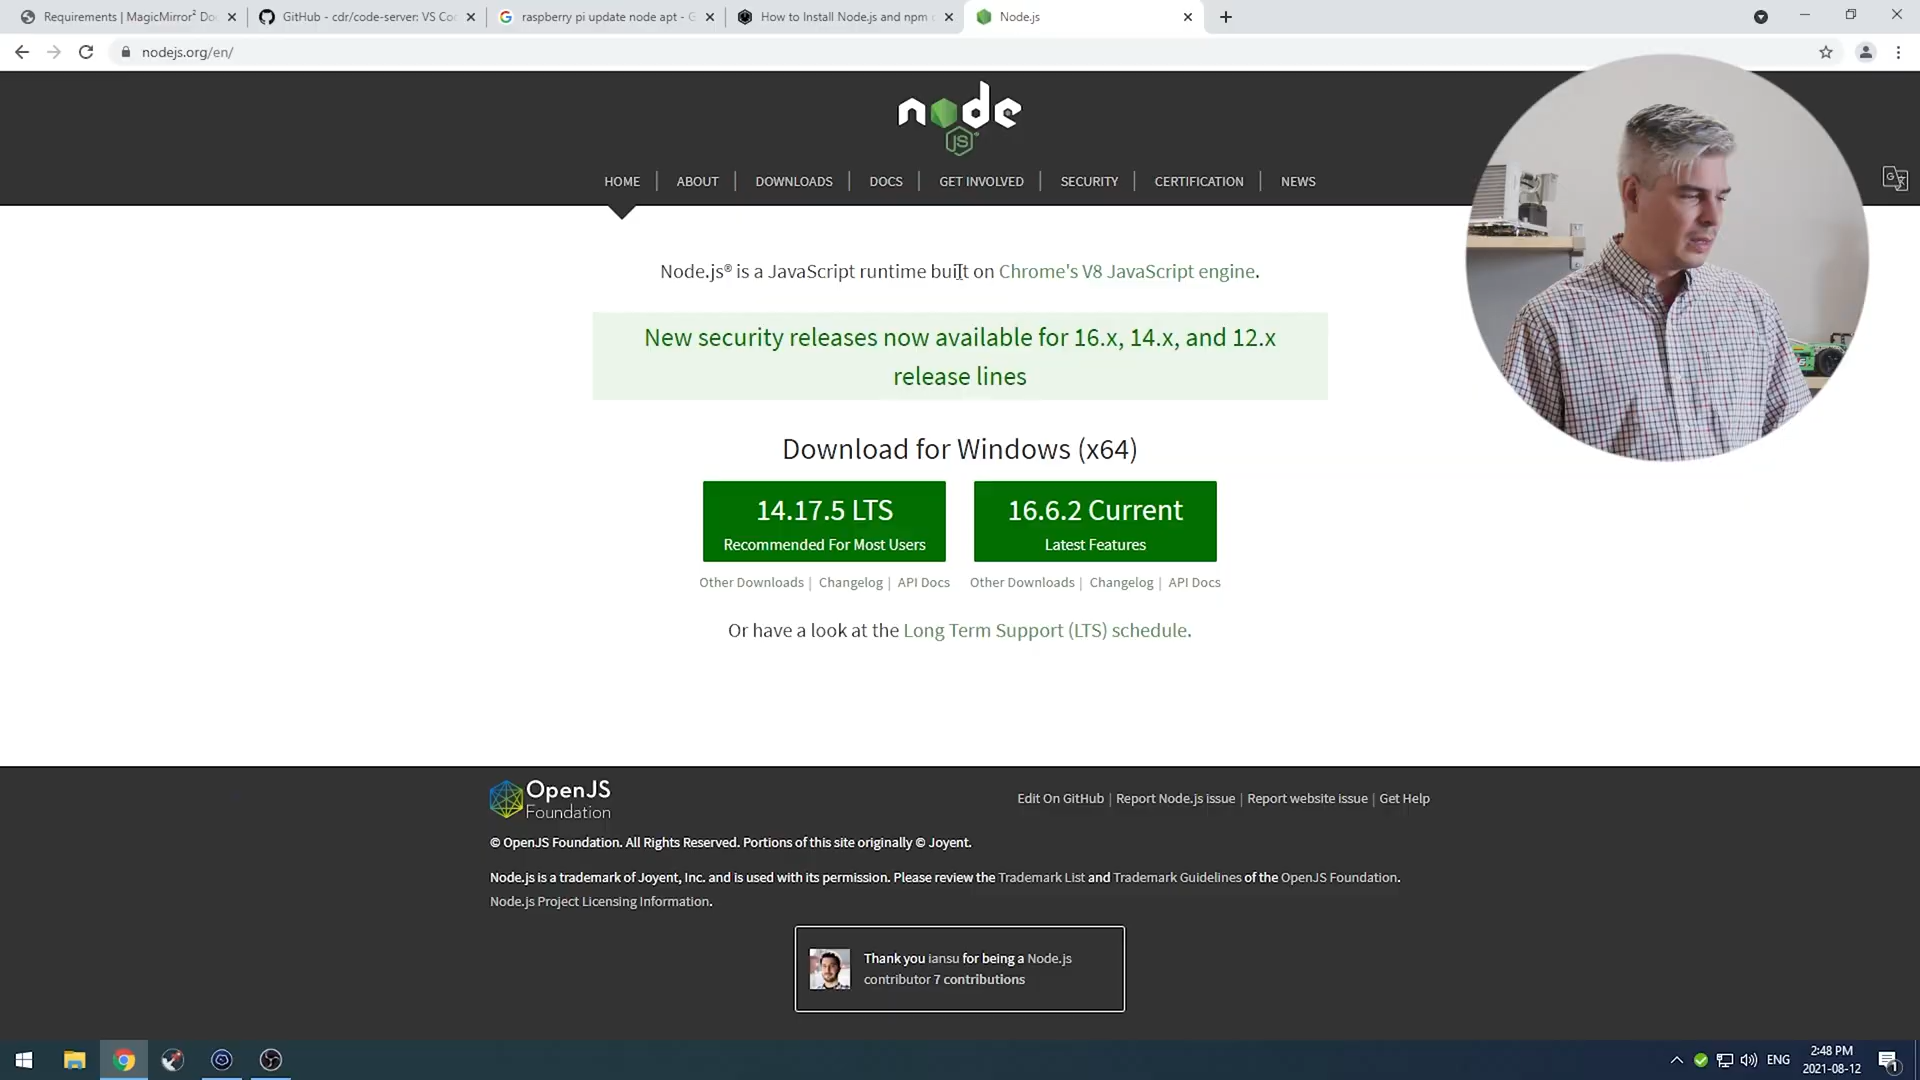 Requirements | MagicMirror² Do
GitHub - cdr/code-server: VS Co
raspberry pi update node apt - G
How to Install Node.js and npm
Node.js
nodejs.org/en/
node
JS
HOME
ABOUT
DOWNLOADS
DOCS
GET INVOLVED
SECURITY
CERTIFICATION
NEWS
Node.js® is a JavaScript runtime built on Chrome's V8 JavaScript engine.
New security releases now available for 16.x, 14.x, and 12.x
release lines
Download for Windows (x64)
14.17.5 LTS
Recommended For Most Users
16.6.2 Current
Latest Features
Other Downloads | Changelog | API Docs
Other Downloads | Changelog | API Docs
Or have a look at the Long Term Support (LTS) schedule.
OpenJS
Foundation
Edit On GitHub | Report Node.js issue | Report website issue | Get Help
© OpenJS Foundation. All Rights Reserved. Portions of this site originally © Joyent.
Node.js is a trademark of Joyent, Inc. and is used with its permission. Please review the Trademark List and Trademark Guidelines of the OpenJS Foundation.
Node.js Project Licensing Information.
Thank you iansu for being a Node.js
contributor 7 contributions
ENG
2:48 PM
2021-08-12
1